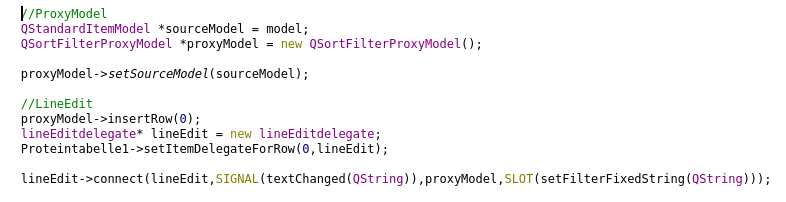 //ProxyModel
QStandardItemModel *sourceModel = model;
QSortFilterProxyModel *proxyModel = new QSortFilterProxyModel();
proxyModel->setSourceModel(sourceModel);
//LineEdit
proxyModel->insertRow(0);
lineEditdelegate* lineEdit = new lineEditdelegate;
Proteintabelle1->setItemDelegateForRow(0,lineEdit);
lineEdit->connect(lineEdit,SIGNAL(textChanged(QString)),proxyModel,SLOT(setFilterFixedString(QString)));